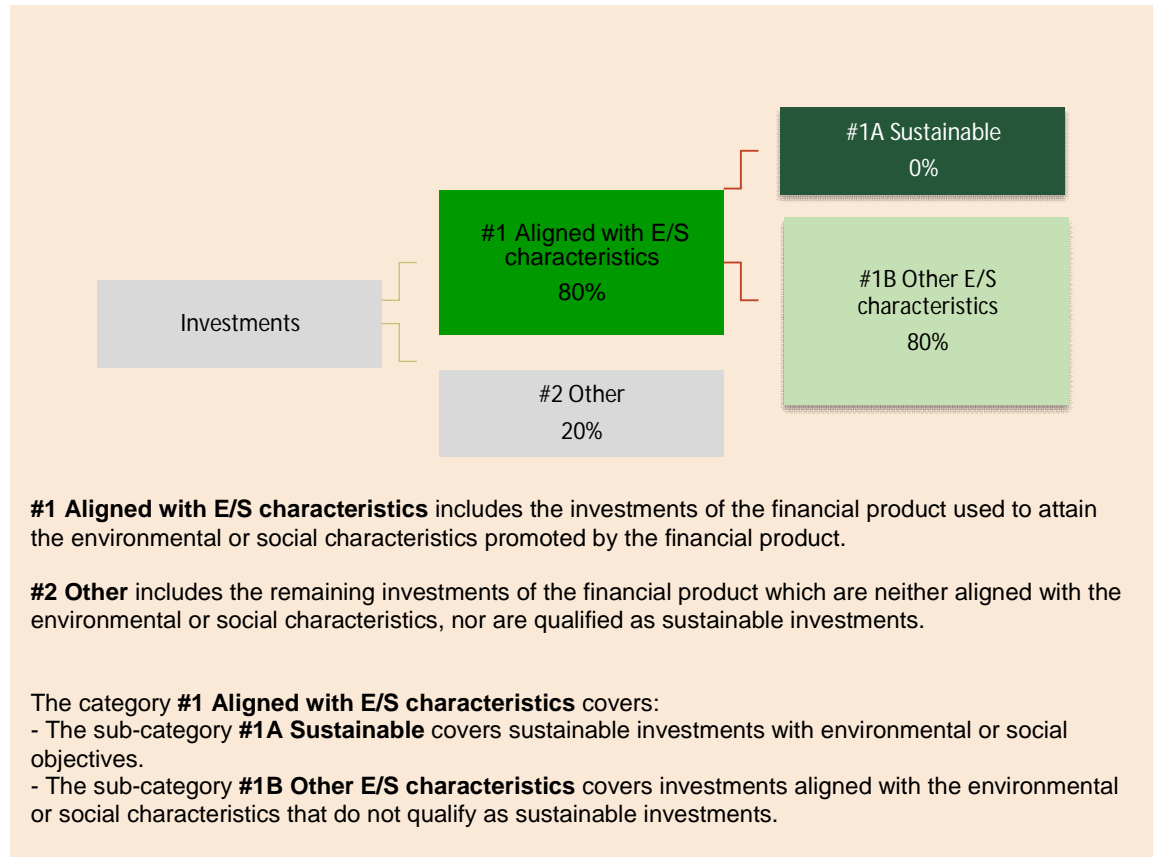 #1A Sustainable
0%
#1 Aligned with E/S
characteristics
80%
#1B Other E/S
characteristics
80%
Investments
#2 Other
20%
#1 Aligned with E/S characteristics includes the investments of the financial product used to attain
the environmental or social characteristics promoted by the financial product.
#2 Other includes the remaining investments of the financial product which are neither aligned with the
environmental or social characteristics, nor are qualified as sustainable investments.
The category #1 Aligned with E/S characteristics covers:
- The sub-category #1A Sustainable covers sustainable investments with environmental or social
objectives.
- The sub-category #1B Other E/S characteristics covers investments aligned with the environmental
or social characteristics that do not qualify as sustainable investments.